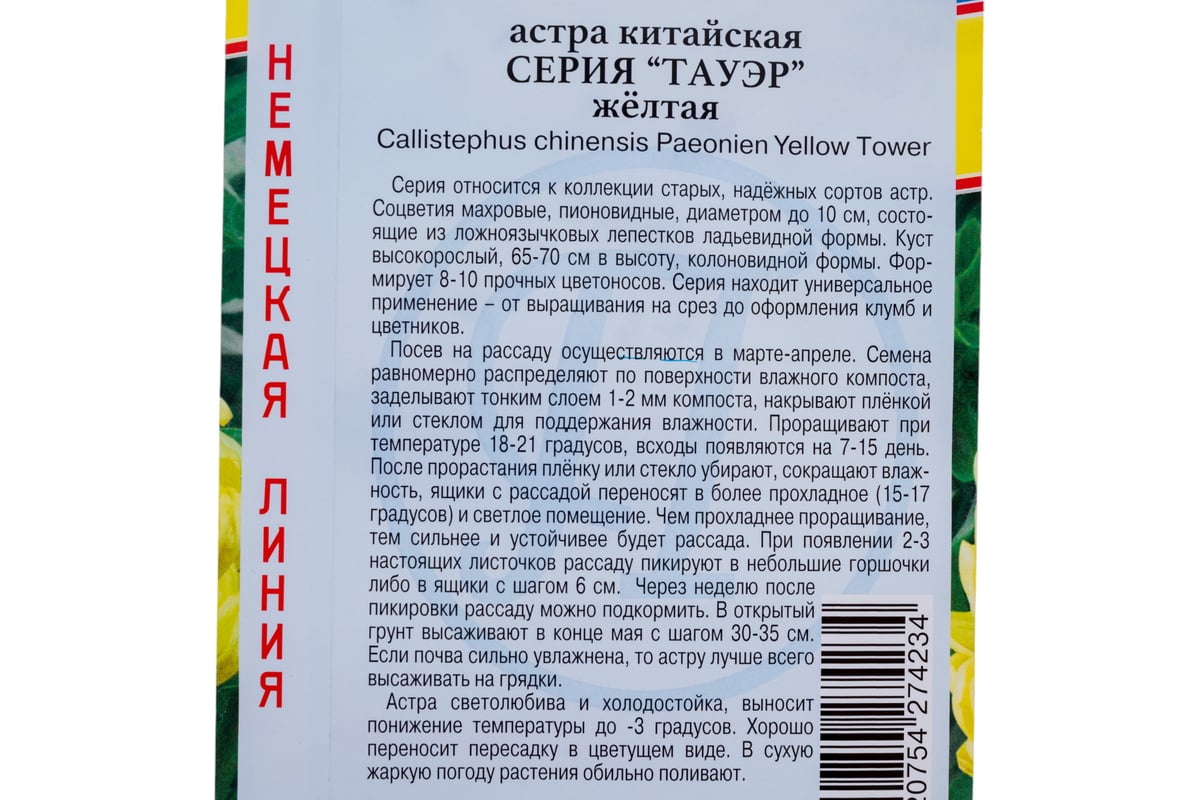 НЕМЕЦКАЯ ЛИНИЯ
астра китайская
СЕРИЯ “ТАУЭР”
жёлтая
Callistephus chinensis Paeonien Yellow Tower
Серия относится к коллекции старых, надёжных сортов астр.
Соцветия махровые, пионовидные, диаметром до 10 см, состо-
ящие из ложноязычковых лепестков ладьевидной формы. Куст
высокорослый, 65-70 см в высоту, колоновидной формы. Фор-
мирует 8-10 прочных цветоносов. Серия находит универсальное
применение – от выращивания на срез до оформления клумб и
цветников.
Посев на рассаду осуществляются в марте-апреле. Семена
равномерно распределяют по поверхности влажного компоста,
заделывают тонким слоем 1-2 мм компоста, накрывают плёнкой
или стеклом для поддержания влажности. Проращивают при
температуре 18-21 градусов, всходы появляются на 7-15 день.
После прорастания плёнку или стекло убирают, сокращают влаж-
ность, ящики с рассадой переносят в более прохладное (15-17
градусов) и светлое помещение. Чем прохладнее проращивание,
тем сильнее и устойчивее будет рассада. При появлении 2-3
настоящих листочков рассаду пикируют в небольшие горшочки
либо в ящики с шагом 6 см. Через неделю после
пикировки рассаду можно подкормить. В открытый
грунт высаживают в конце мая с шагом 30-35 см.
Если почва сильно увлажнена, то астру лучше всего
высаживать на грядки.
Астра светолюбива и холодостойка, выносит
понижение температуры до -3 градусов. Хорошо
переносит пересадку в цветущем виде. В сухую
жаркую погоду растения обильно поливают.
20754 274234